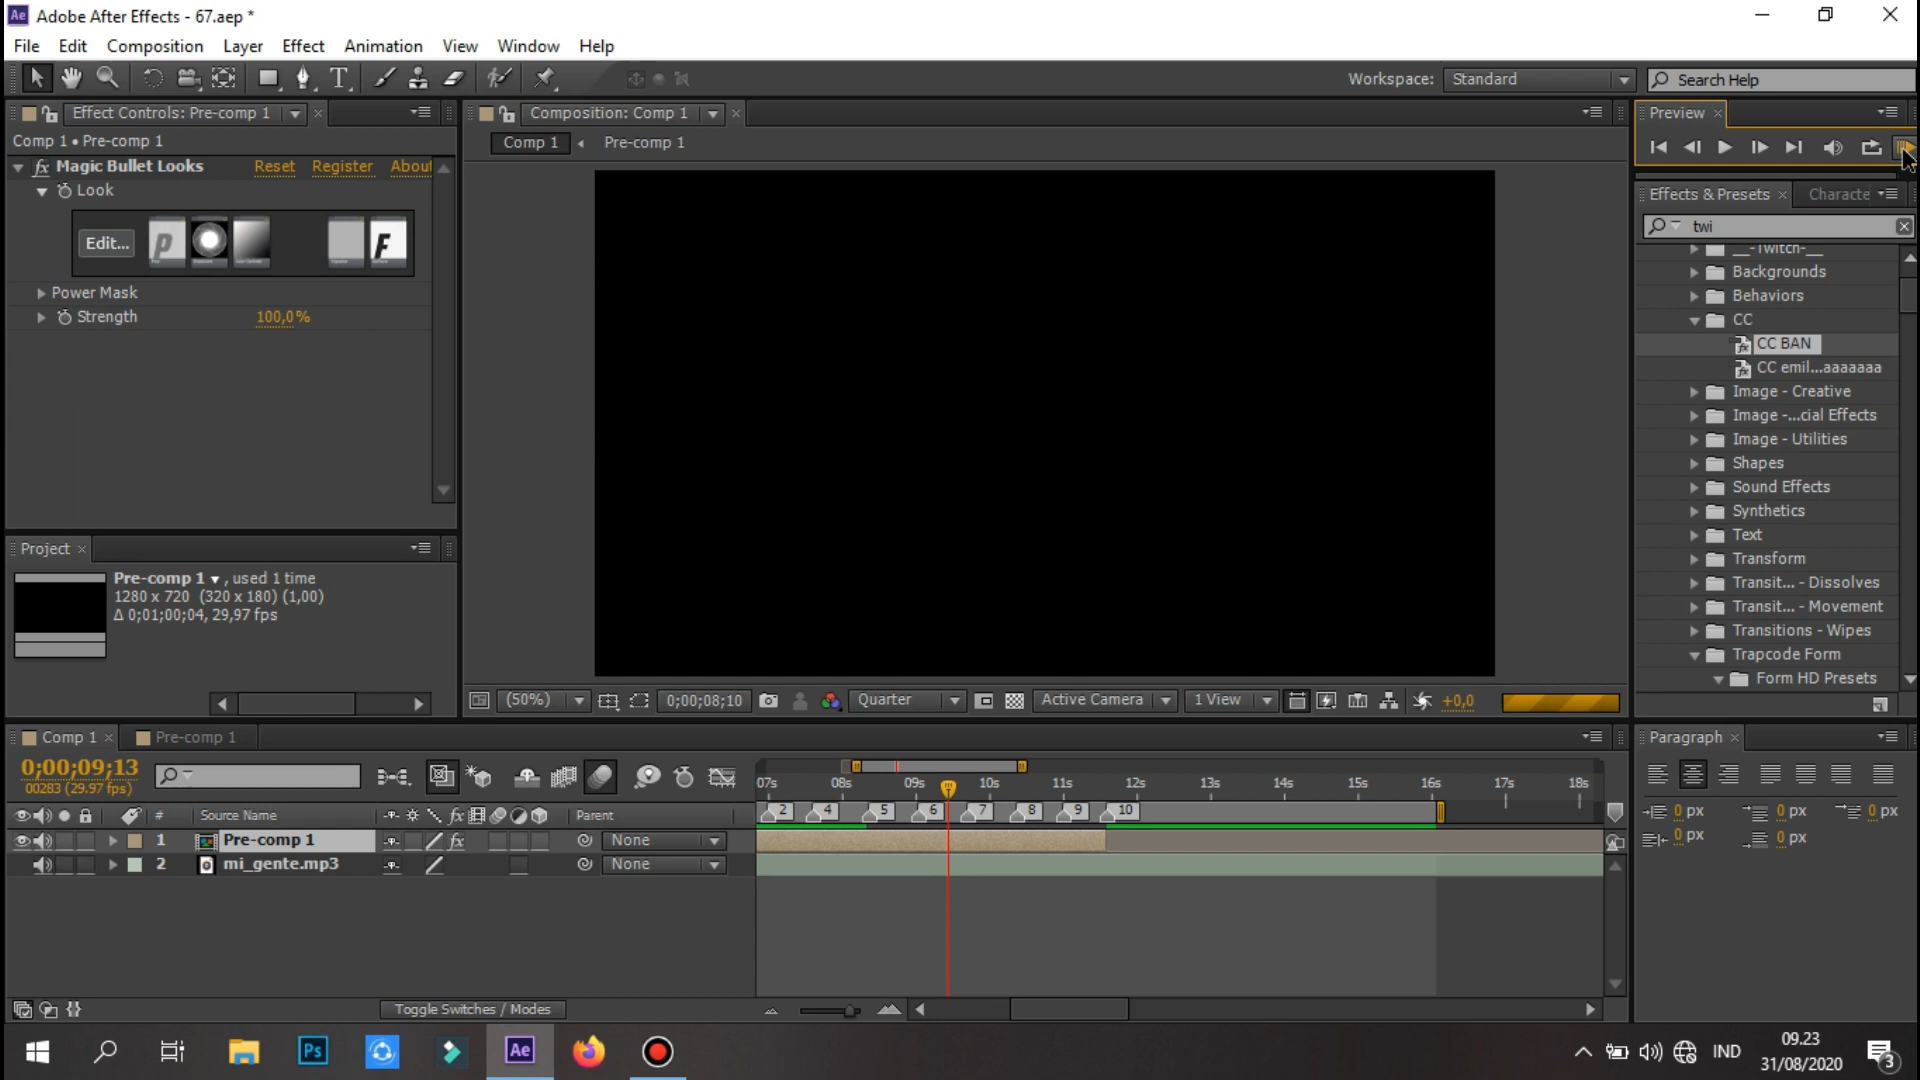 Adobe After Effects - 67.aep *
File Edit Composition Layer Effect Animation View Window Help
Workspace: Standard Search Help
Effect Controls: Pre-comp 1
Comp 1 • Pre-comp 1
fx Magic Bullet Looks Reset Register About
Look
Edit...
Power Mask
Strength 100,0%
Composition: Comp 1
Comp 1 Pre-comp 1
(50%) 0;00;08;10 Quarter Active Camera 1 View +0,0
Preview
Effects & Presets Characte
twi
__-Twitch-__
Backgrounds
Behaviors
CC
CC BAN
CC emil...aaaaaaa
Image - Creative
Image -...cial Effects
Image - Utilities
Shapes
Sound Effects
Synthetics
Text
Transform
Transit... - Dissolves
Transit... - Movement
Transitions - Wipes
Trapcode Form
Form HD Presets
Project
Pre-comp 1 , used 1 time
1280 x 720 (320 x 180) (1,00)
Δ 0;01;00;04, 29,97 fps
Comp 1 Pre-comp 1
0;00;09;13
00283 (29.97 fps)
07s 08s 09s 10s 11s 12s 13s 14s 15s 16s 17s 18s
2 4 5 6 7 8 9 10
# Source Name fx Parent
1 Pre-comp 1 fx None
2 mi_gente.mp3 None
Toggle Switches / Modes
Paragraph
0 px 0 px 0 px
0 px 0 px
Ps Ae IND
09.23
31/08/2020
3